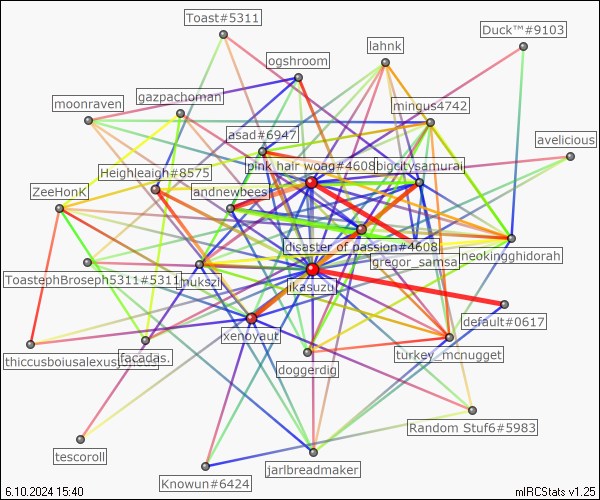 Toast#5311
Duck™#9103
lahnk
ogshroom
gazpachoman
moonraven
mingus4742
asad#6947
avelicious
pink hair woag#4608
bigcitysamurai
Heighleaigh#8575
ZeeHonK
andnewbees
disaster of passion#4608
neokingghidorah
gregor_samsa
ToastephBroseph5311#5311
mukszi
jkasuzu
default#0617
xenoyaut
turkey_mcnugget
facadas.
doggerdig
Random Stuf6#5983
tescoroll
jarlbreadmaker
Knowun#6424
6.10.2024 15:40
mIRCStats v1.25